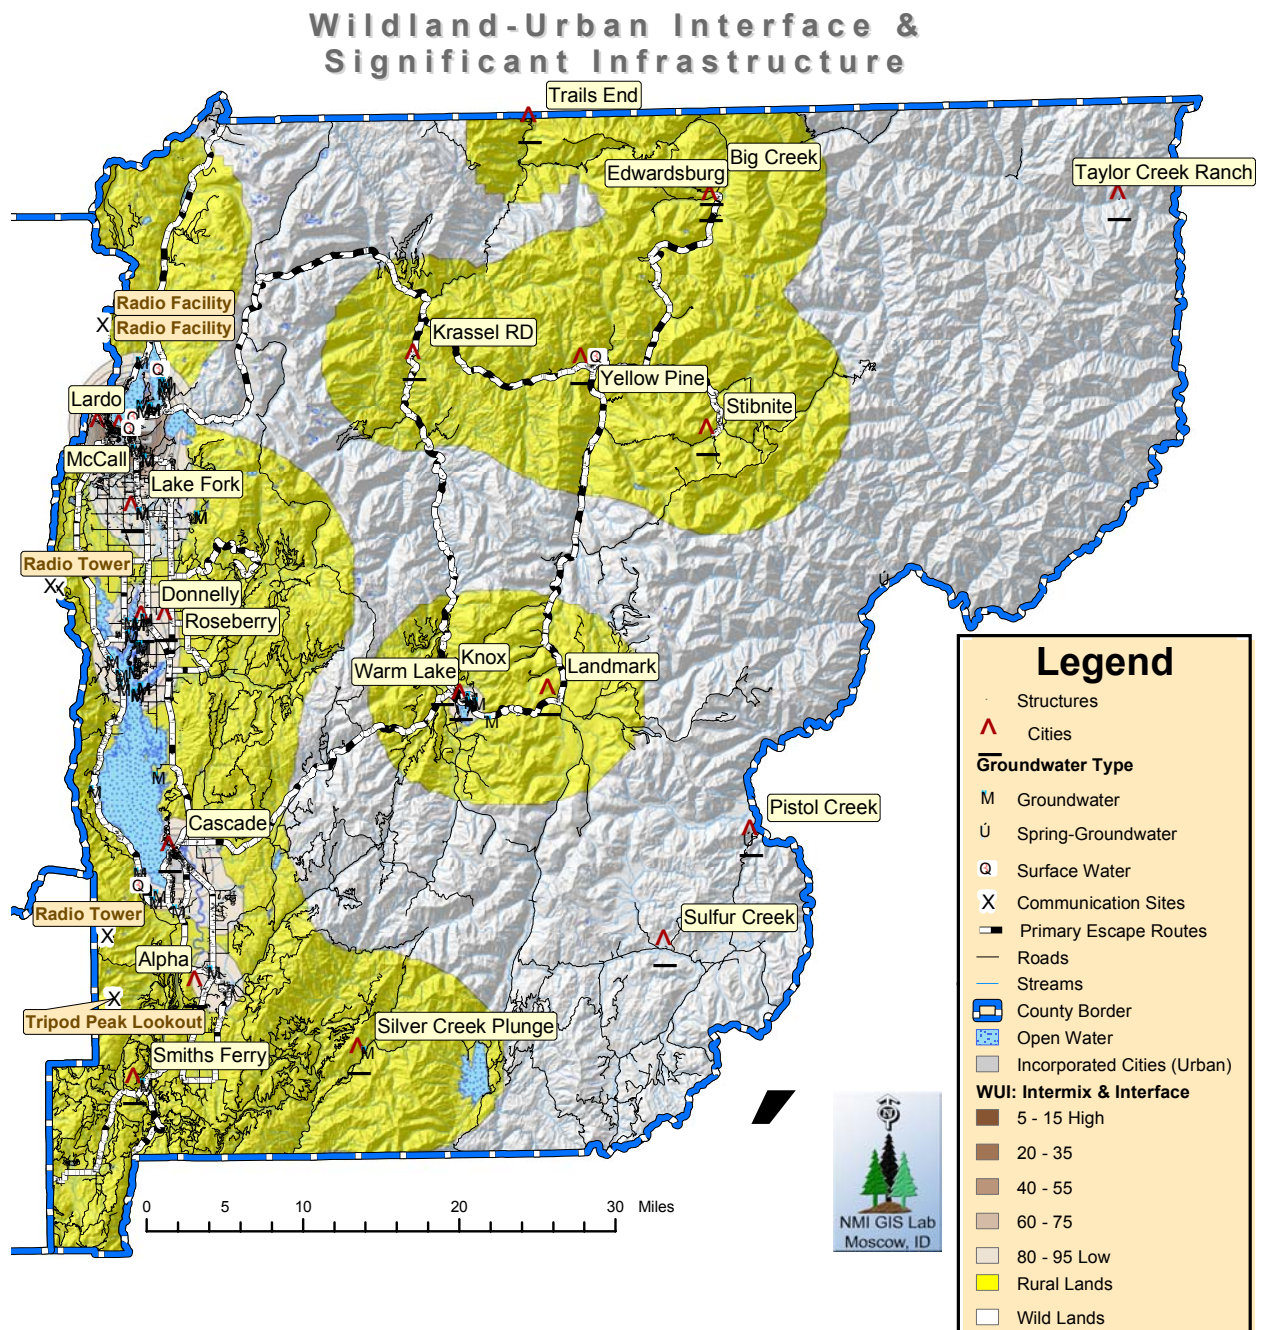 Wildland-Urban Interface &
Significant Infrastructure
Trails End
Big Creek
Edwardsburg
Taylor Creek Ranch
Radio Facility
Radio Facility
Krassel RD
Yellow Pine
Lardo
Stibnite
McCall
Lake Fork
Radio Tower
Donnelly
Roseberry
Knox
Warm Lake
Landmark
Pistol Creek
Cascade
Radio Tower
Sulfur Creek
Alpha
Tripod Peak Lookout
Silver Creek Plunge
Smiths Ferry
0 5 10 20 30 Miles
N
NMI GIS Lab
Moscow, ID
Legend
Structures
Cities
Groundwater Type
M Groundwater
Ú Spring-Groundwater
Q Surface Water
X Communication Sites
Primary Escape Routes
Roads
Streams
County Border
Open Water
Incorporated Cities (Urban)
WUI: Intermix & Interface
5 - 15 High
20 - 35
40 - 55
60 - 75
80 - 95 Low
Rural Lands
Wild Lands